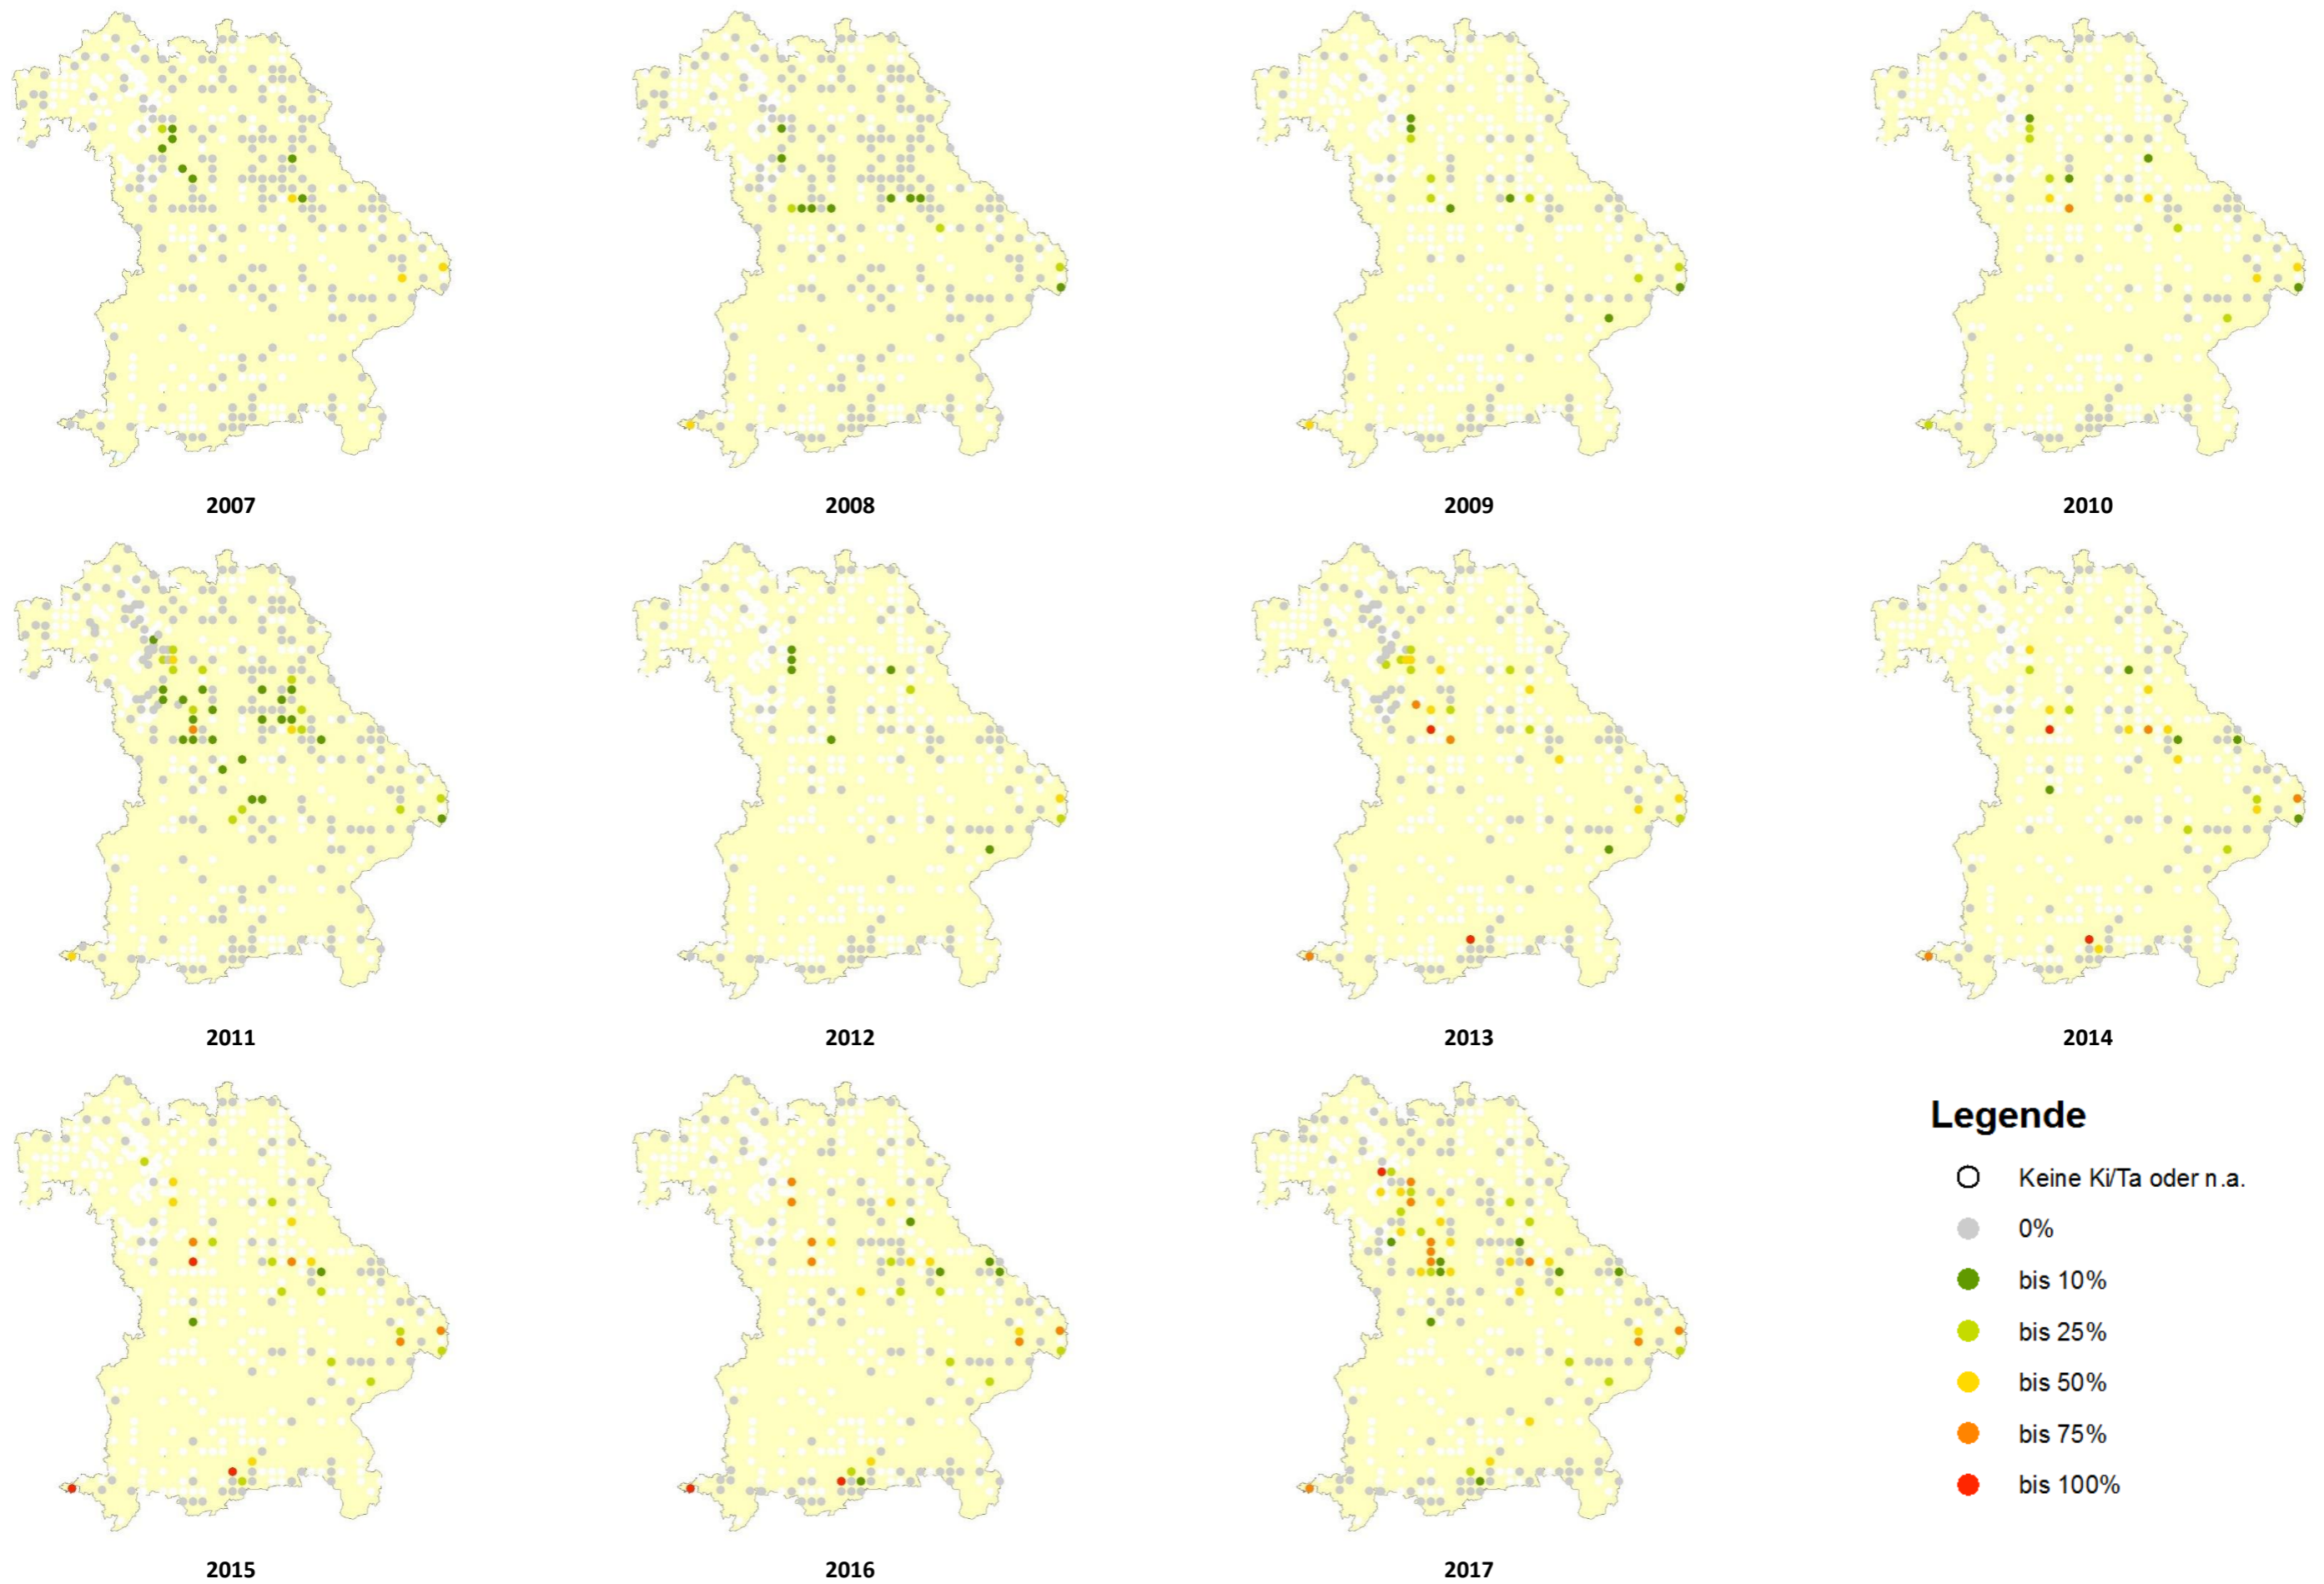 2007
2008
2009
2010
2011
2012
2013
2014
Legende
Keine Ki/Ta oder n.a.
0%
bis 10%
bis 25%
bis 50%
bis 75%
bis 100%
2015
2016
2017